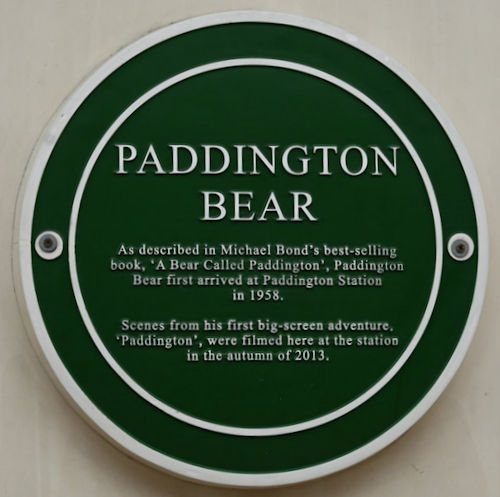 PADDINGTON
BEAR
As described in Michael Bond's best-selling
book, 'A Bear Called Paddington', Paddington
Bear first arrived at Paddington Station
in 1958.
Scenes from his first big-screen adventure,
'Paddington', were filmed here at the station
in the autumn of 2013.